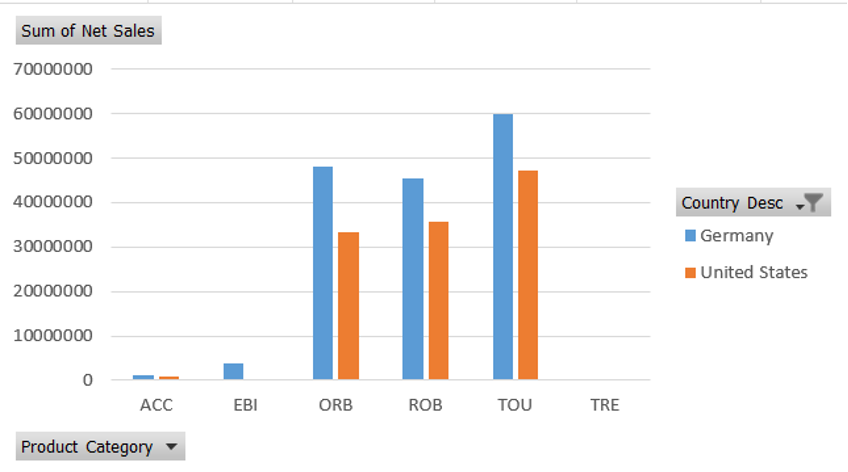 Sum of Net Sales
70000000
60000000
50000000
40000000
30000000
20000000
10000000
0
ACC EBI ORB ROB TOU TRE
Country Desc
Germany
United States
Product Category